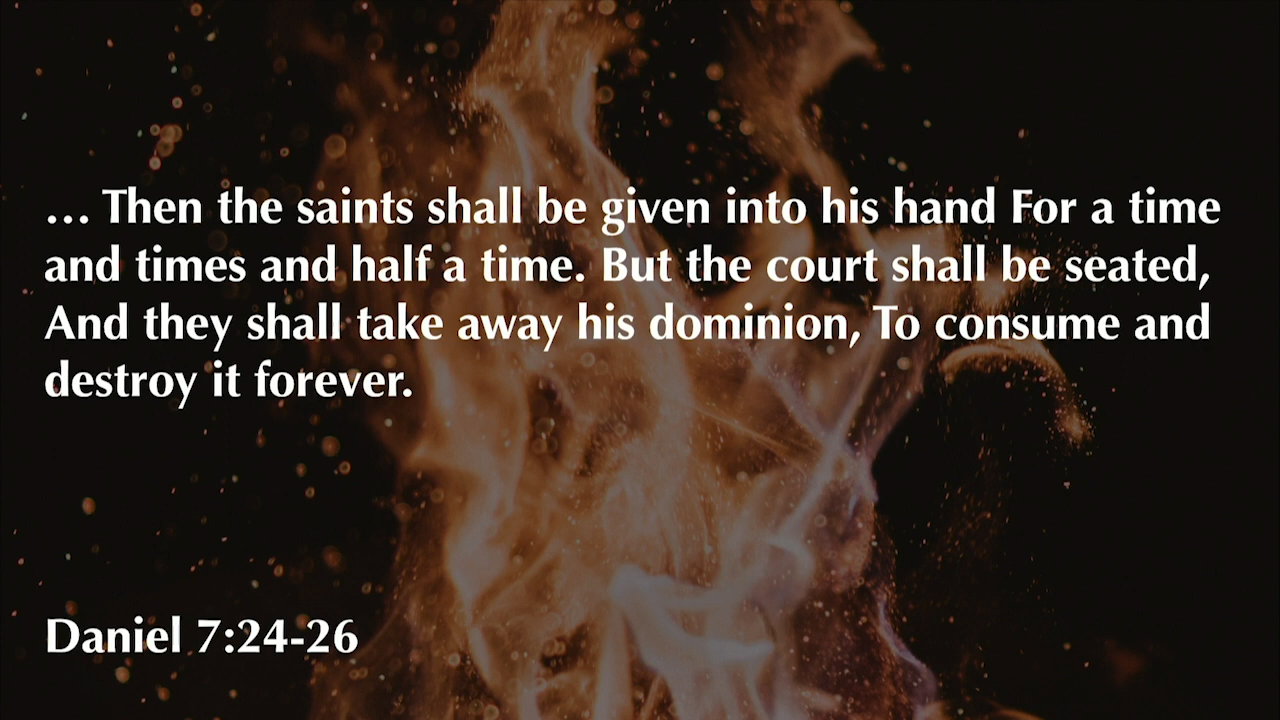 … Then the saints shall be given into his hand For a time
and times and half a time. But the court shall be seated,
And they shall take away his dominion, To consume and
destroy it forever.
Daniel 7:24-26